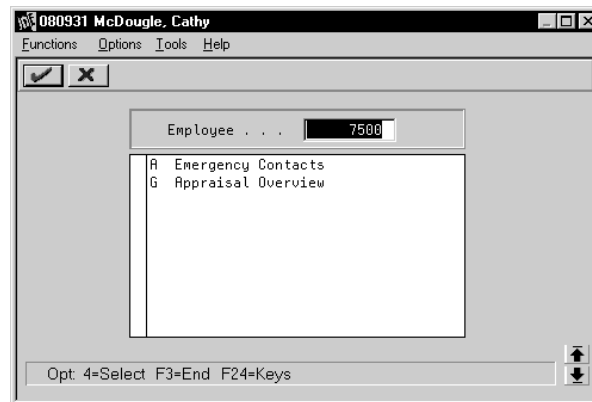 080931 McDougle, Cathy
Functions Options Tools Help
Employee . . . 7500
A Emergency Contacts
G Appraisal Overview
Opt: 4=Select F3=End F24=Keys